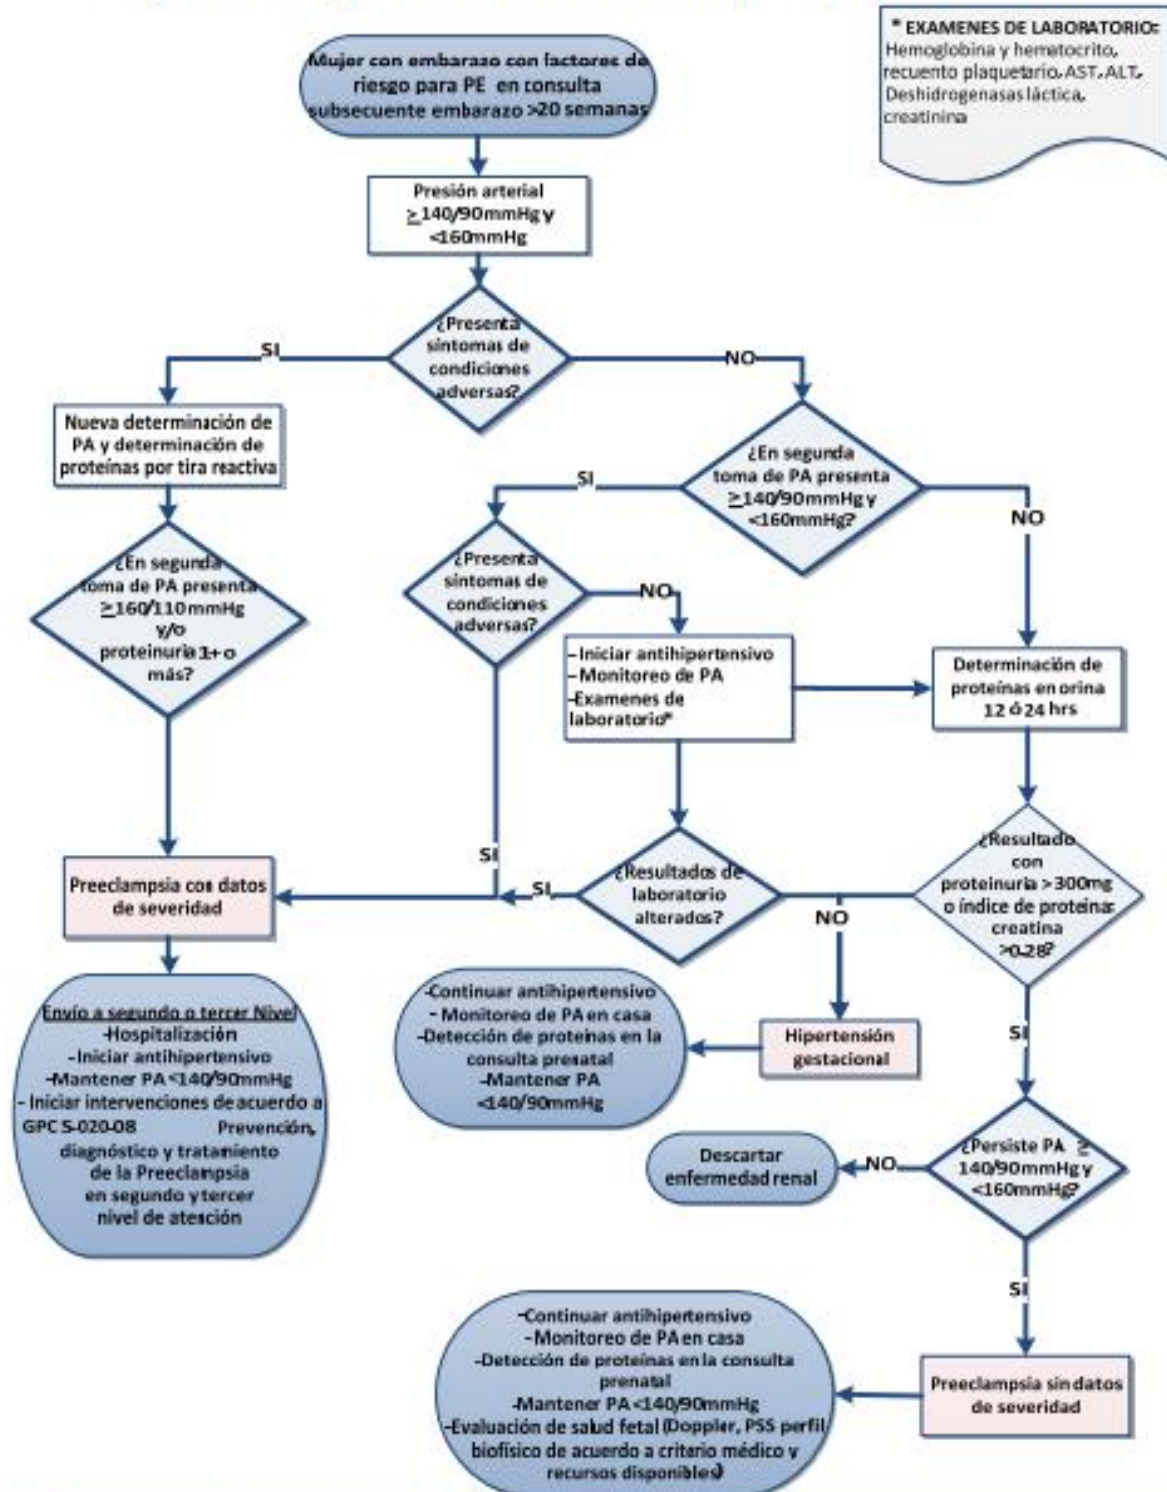 * EXAMENES DE LABORATORIO:
Hemoglobina y hematocrito,
recuento plaquetario, AST, ALT,
Deshidrogenasas láctica,
creatinina
Mujer con embarazo con factores de
riesgo para PE en consulta
subsecuente embarazo >20 semanas
Presión arterial
≥140/90mmHg y
<160mmHg
¿Presenta
síntomas de
condiciones
adversas?
SI
NO
Nueva determinación de
PA y determinación de
proteínas por tira reactiva
¿En segunda
toma de PA presenta
≥140/90mmHg y
<160mmHg?
SI
NO
¿En segunda
toma de PA presenta
≥160/110 mmHg
y/o
proteinuria 1+ o
más?
¿Presenta
síntomas de
condiciones
adversas?
NO
SI
- Iniciar antihipertensivo
- Monitoreo de PA
-Examenes de
laboratorio*
Determinación de
proteínas en orina
12 ó 24 hrs
Preeclampsia con datos
de severidad
SI
¿Resultados de
laboratorio
alterados?
NO
¿Resultado
con
proteinuria >300mg
o índice de proteína:
creatina
>0.28?
SI
Envío a segundo o tercer Nivel
-Hospitalización
- Iniciar antihipertensivo
-Mantener PA <140/90mmHg
- Iniciar intervenciones de acuerdo a
GPC S-020-08 Prevención,
diagnóstico y tratamiento
de la Preeclampsia
en segundo y tercer
nivel de atención
-Continuar antihipertensivo
- Monitoreo de PA en casa
-Detección de proteínas en la
consulta prenatal
-Mantener PA
<140/90mmHg
Hipertensión
gestacional
¿Persiste PA ≥
140/90mmHg y
<160mmHg?
NO
SI
Descartar
enfermedad renal
-Continuar antihipertensivo
- Monitoreo de PA en casa
-Detección de proteínas en la consulta
prenatal
-Mantener PA <140/90mmHg
-Evaluación de salud fetal (Doppler, PSS perfil
biofísico de acuerdo a criterio médico y
recursos disponibles)
Preeclampsia sin datos
de severidad